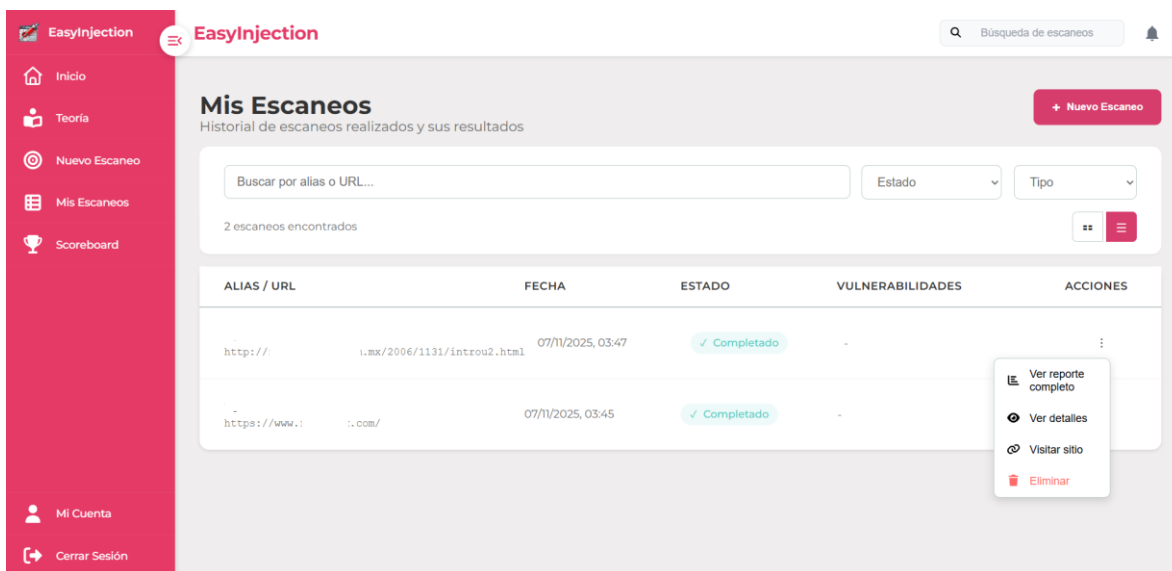 EasyInjection
EasyInjection
Búsqueda de escaneos
Inicio
Teoría
Nuevo Escaneo
Mis Escaneos
Scoreboard
Mi Cuenta
Cerrar Sesión
Mis Escaneos
Historial de escaneos realizados y sus resultados
+ Nuevo Escaneo
Buscar por alias o URL...
Estado
Tipo
2 escaneos encontrados
ALIAS / URL FECHA ESTADO VULNERABILIDADES ACCIONES
http:// .mx/2006/1131/introu2.html 07/11/2025, 03:47 ✓ Completado -
https://www. .com/ 07/11/2025, 03:45 ✓ Completado -
Ver reporte
completo
Ver detalles
Visitar sitio
Eliminar